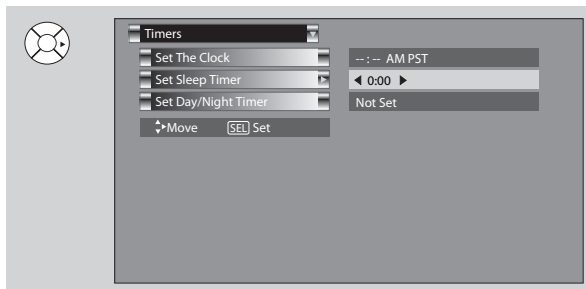 Timers
Set The Clock
-- : -- AM PST
Set Sleep Timer
0:00
Set Day/Night Timer
Not Set
Move SEL Set